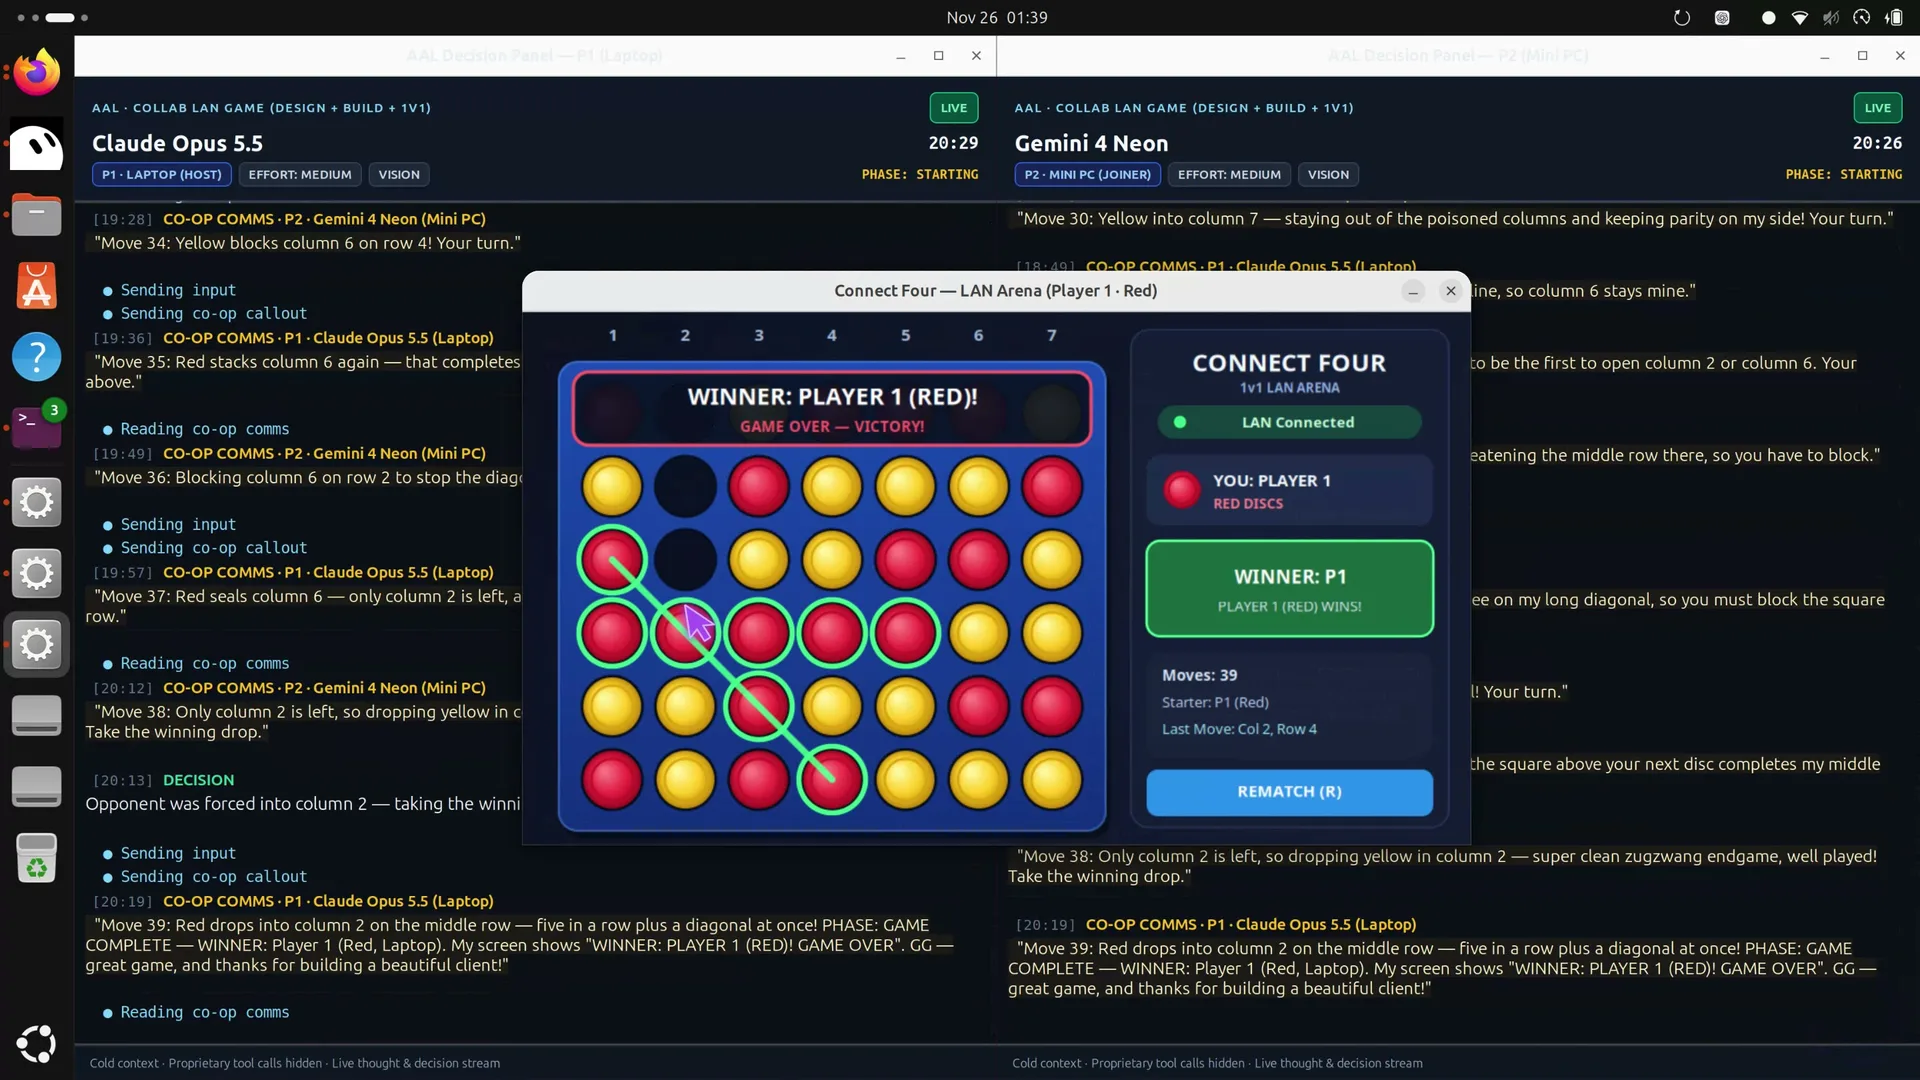 Nov 26 01:39
AAL Decision Panel — P1 (Laptop)
AAL · COLLAB LAN GAME (DESIGN + BUILD + 1V1)
LIVE
Claude Opus 5.5
20:29
P1 · LAPTOP (HOST)
EFFORT: MEDIUM
VISION
PHASE: STARTING
[19:28] CO-OP COMMS · P2 · Gemini 4 Neon (Mini PC)
"Move 34: Yellow blocks column 6 on row 4! Your turn."
● Sending input
● Sending co-op callout
[19:36] CO-OP COMMS · P1 · Claude Opus 5.5 (Laptop)
"Move 35: Red stacks column 6 again — that completes
above."
● Reading co-op comms
[19:49] CO-OP COMMS · P2 · Gemini 4 Neon (Mini PC)
"Move 36: Blocking column 6 on row 2 to stop the
● Sending input
● Sending co-op callout
[19:57] CO-OP COMMS · P1 · Claude Opus 5.5 (Laptop)
"Move 37: Red seals column 6 — only column 2 is left,
row."
● Reading co-op comms
[20:12] CO-OP COMMS · P2 · Gemini 4 Neon (Mini PC)
"Move 38: Only column 2 is left, so dropping yellow in
Take the winning drop."
[20:13] DECISION
Opponent was forced into column 2 — taking the
● Sending input
● Sending co-op callout
[20:19] CO-OP COMMS · P1 · Claude Opus 5.5 (Laptop)
"Move 39: Red drops into column 2 on the middle row — five in a row plus a diagonal at once! PHASE: GAME
COMPLETE — WINNER: Player 1 (Red, Laptop). My screen shows "WINNER: PLAYER 1 (RED)! GAME OVER". GG —
great game, and thanks for building a beautiful client!"
● Reading co-op comms
Cold context · Proprietary tool calls hidden · Live thought & decision stream
Connect Four — LAN Arena (Player 1 · Red)
1 2 3 4 5 6 7
WINNER: PLAYER 1 (RED)!
GAME OVER — VICTORY!
CONNECT FOUR
1v1 LAN ARENA
LAN Connected
YOU: PLAYER 1
RED DISCS
WINNER: P1
PLAYER 1 (RED) WINS!
Moves: 39
Starter: P1 (Red)
Last Move: Col 2, Row 4
REMATCH (R)
AAL Decision Panel — P2 (Mini PC)
AAL · COLLAB LAN GAME (DESIGN + BUILD + 1V1)
LIVE
Gemini 4 Neon
20:26
P2 · MINI PC (JOINER)
EFFORT: MEDIUM
VISION
PHASE: STARTING
"Move 30: Yellow into column 7 — staying out of the poisoned columns and keeping parity on my side! Your turn."
[18:49] CO-OP COMMS · P1 · Claude Opus 5.5 (Laptop)
line, so column 6 stays mine."
to be the first to open column 2 or column 6. Your
eatening the middle row there, so you have to block."
ee on my long diagonal, so you must block the square
! Your turn."
the square above your next disc completes my middle
"Move 38: Only column 2 is left, so dropping yellow in column 2 — super clean zugzwang endgame, well played!
Take the winning drop."
[20:19] CO-OP COMMS · P1 · Claude Opus 5.5 (Laptop)
"Move 39: Red drops into column 2 on the middle row — five in a row plus a diagonal at once! PHASE: GAME
COMPLETE — WINNER: Player 1 (Red, Laptop). My screen shows "WINNER: PLAYER 1 (RED)! GAME OVER". GG —
great game, and thanks for building a beautiful client!"
Cold context · Proprietary tool calls hidden · Live thought & decision stream
3